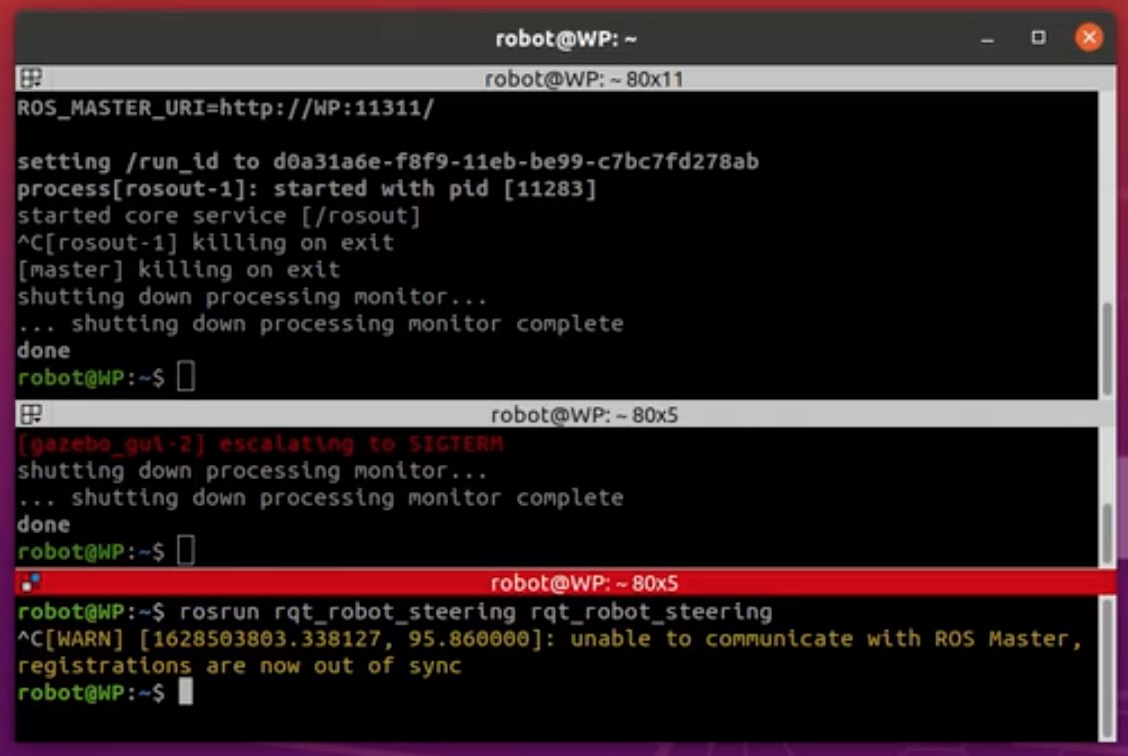 robot@WP: ~
robot@WP: ~ 80x11
ROS_MASTER_URI=http://WP:11311/
setting /run_id to d0a31a6e-f8f9-11eb-be99-c7bc7fd278ab
process[rosout-1]: started with pid [11283]
started core service [/rosout]
^C[rosout-1] killing on exit
[master] killing on exit
shutting down processing monitor...
... shutting down processing monitor complete
done
robot@WP:~$
robot@WP: ~ 80x5
[gazebo_gui-2] escalating to SIGTERM
shutting down processing monitor...
... shutting down processing monitor complete
done
robot@WP:~$
robot@WP: ~ 80x5
robot@WP:~$ rosrun rqt_robot_steering rqt_robot_steering
^C[WARN] [1628503803.338127, 95.860000]: unable to communicate with ROS Master,
registrations are now out of sync
robot@WP:~$